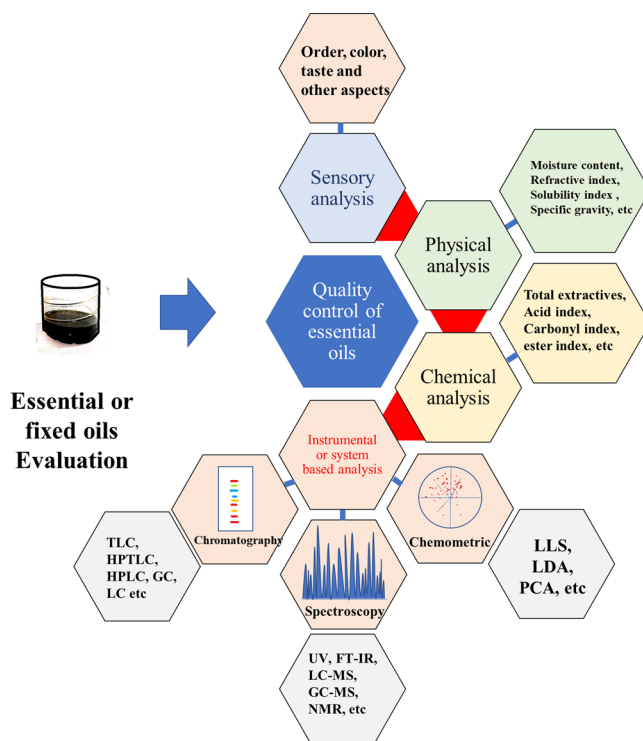 Order, color,
taste and
other aspects
Sensory
analysis
Moisture content,
Refractive index,
Solubility index ,
Specific gravity, etc
Physical
analysis
Quality
control of
essential
oils
Total extractives,
Acid index,
Carbonyl index,
ester index, etc
Chemical
analysis
Essential or
fixed oils
Evaluation
Instrumental
or system
based analysis
Chromatography
Chemometric
TLC,
HPTLC,
HPLC, GC,
LC etc
Spectroscopy
LLS,
LDA,
PCA, etc
UV, FT-IR,
LC-MS,
GC-MS,
NMR, etc